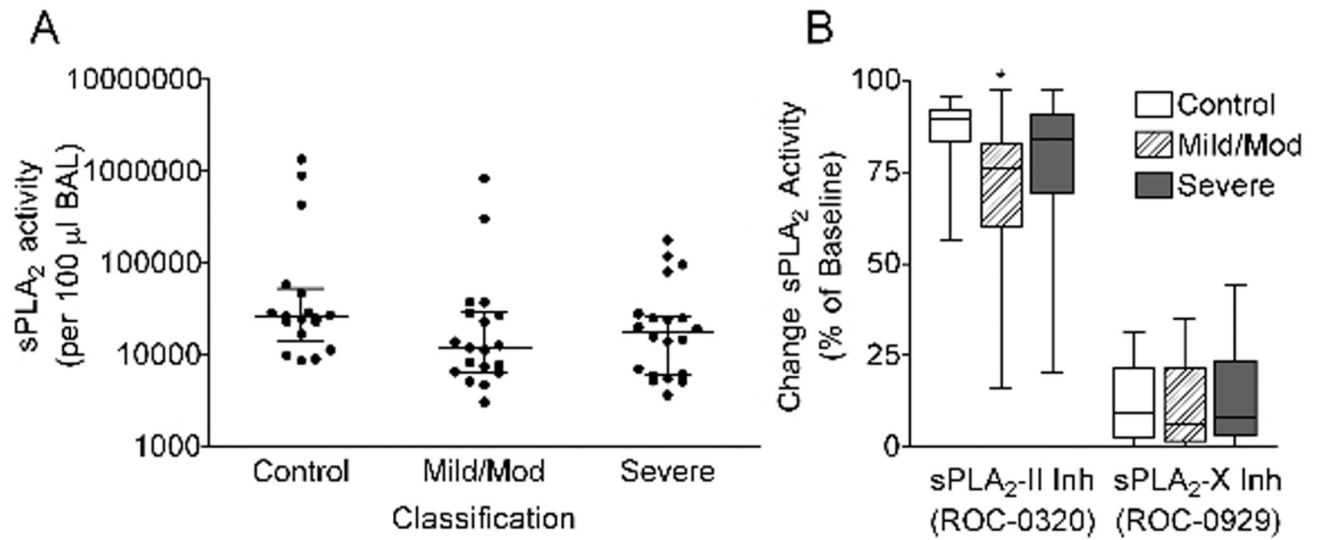 A
sPLA₂ activity
(per 100 µl BAL)
10000000
1000000
100000
10000
1000
Control Mild/Mod Severe
Classification
B
Change sPLA₂ Activity
(% of Baseline)
100
75
50
25
0
*
Control
Mild/Mod
Severe
sPLA₂-II Inh sPLA₂-X Inh
(ROC-0320) (ROC-0929)